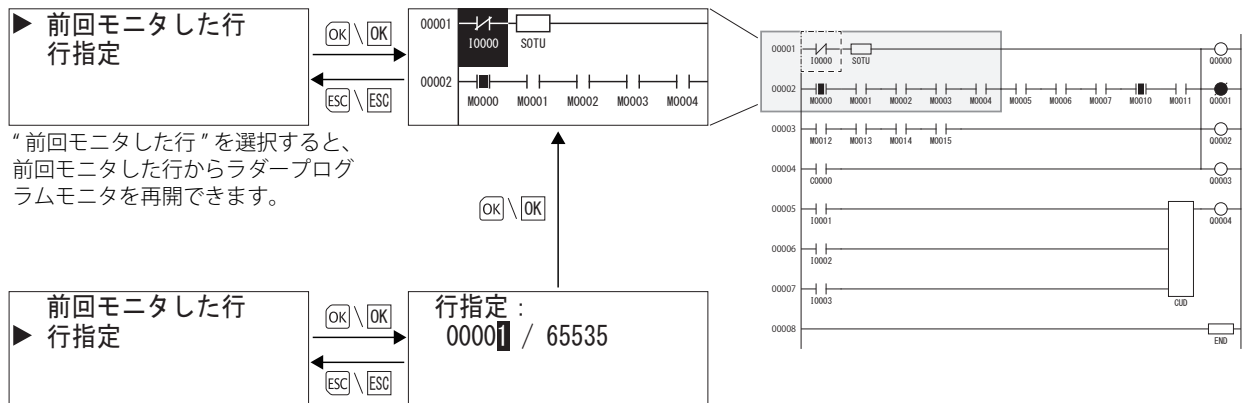 ▶ 前回モニタした行
行指定
OK \ OK
ESC \ ESC
00001
I0000 SOTU
00002
M0000 M0001 M0002 M0003 M0004
“ 前回モニタした行 ” を選択すると、
前回モニタした行からラダープログ
ラムモニタを再開できます。
OK \ OK
前回モニタした行
▶ 行指定
OK \ OK
ESC \ ESC
行指定 :
00001 / 65535
00001
I0000 SOTU Q0000
00002
M0000 M0001 M0002 M0003 M0004 M0005 M0006 M0007 M0010 M0011 Q0001
00003
M0012 M0013 M0014 M0015 Q0002
00004
C0000 Q0003
00005
I0001 Q0004
00006
I0002
00007
I0003 CUD
00008
END